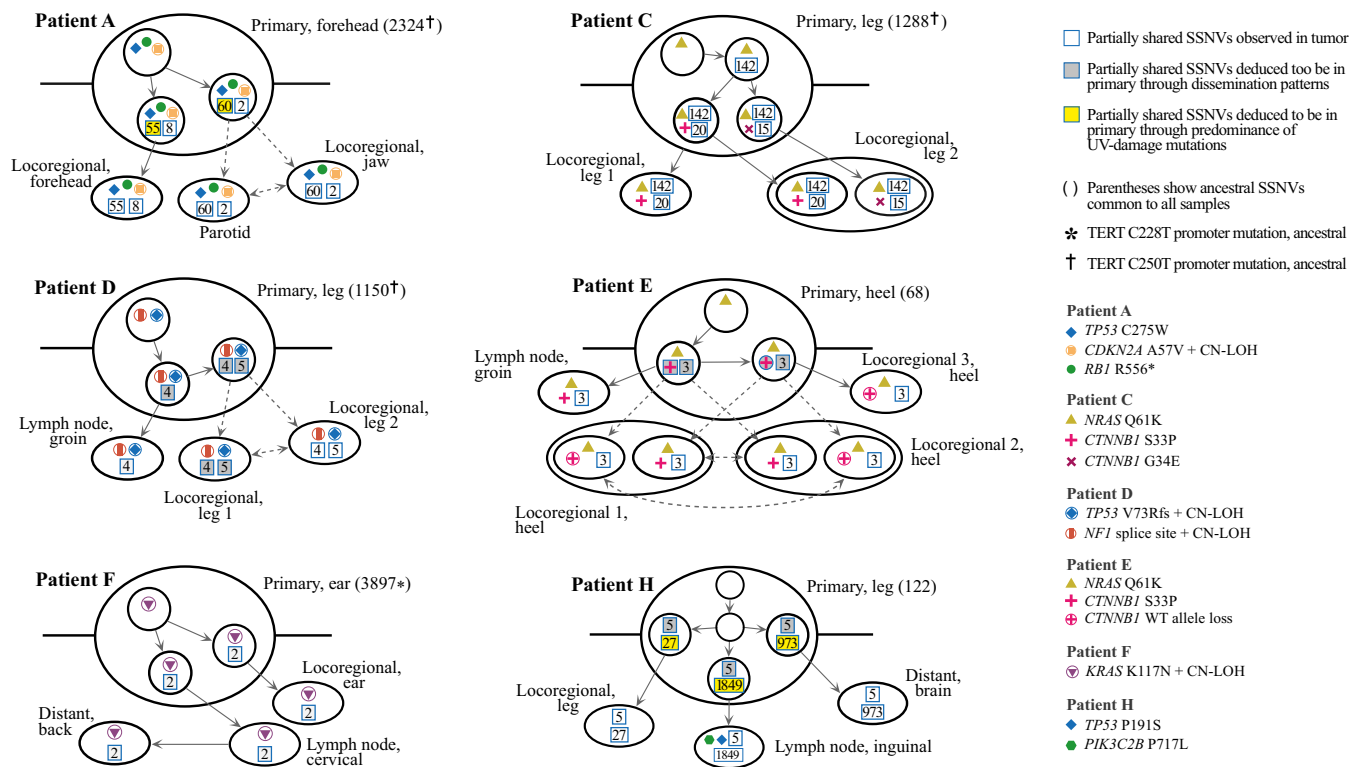 Patient A
Primary, forehead (2324†)
60 2
55 8
Locoregional,
forehead
55 8
60 2
Parotid
Locoregional,
jaw
60 2
Patient C
Primary, leg (1288†)
142
142
20
142
15
Locoregional,
leg 1
142
20
Locoregional,
leg 2
142
20
142
15
Patient D
Primary, leg (1150†)
4 5
4
Lymph node,
groin
4
4 5
Locoregional,
leg 1
Locoregional,
leg 2
4 5
Patient E
Primary, heel (68)
3
3
Lymph node,
groin
3
Locoregional 3,
heel
3
3
3
3
3
Locoregional 2,
heel
Locoregional 1,
heel
Patient F
Primary, ear (3897*)
2
2
Locoregional,
ear
2
Distant,
back
2
2
Lymph node,
cervical
Patient H
Primary, leg (122)
5
27
5
973
5
1849
Locoregional,
leg
5
27
Distant,
brain
5
973
5
1849
Lymph node, inguinal
Partially shared SSNVs observed in tumor
Partially shared SSNVs deduced too be in
primary through dissemination patterns
Partially shared SSNVs deduced to be in
primary through predominance of
UV-damage mutations
( ) Parentheses show ancestral SSNVs
common to all samples
* TERT C228T promoter mutation, ancestral
† TERT C250T promoter mutation, ancestral
Patient A
TP53 C275W
CDKN2A A57V + CN-LOH
RB1 R556*
Patient C
NRAS Q61K
CTNNB1 S33P
CTNNB1 G34E
Patient D
TP53 V73Rfs + CN-LOH
NF1 splice site + CN-LOH
Patient E
NRAS Q61K
CTNNB1 S33P
CTNNB1 WT allele loss
Patient F
KRAS K117N + CN-LOH
Patient H
TP53 P191S
PIK3C2B P717L